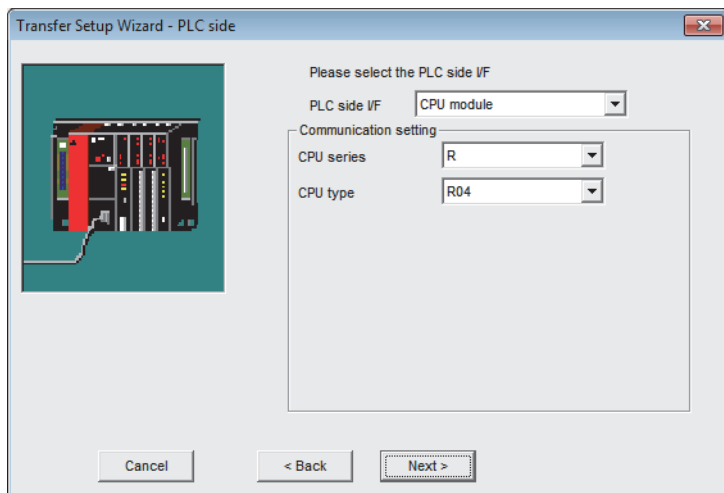 Transfer Setup Wizard - PLC side
Please select the PLC side I/F
PLC side I/F CPU module
Communication setting
CPU series R
CPU type R04
Cancel < Back Next >